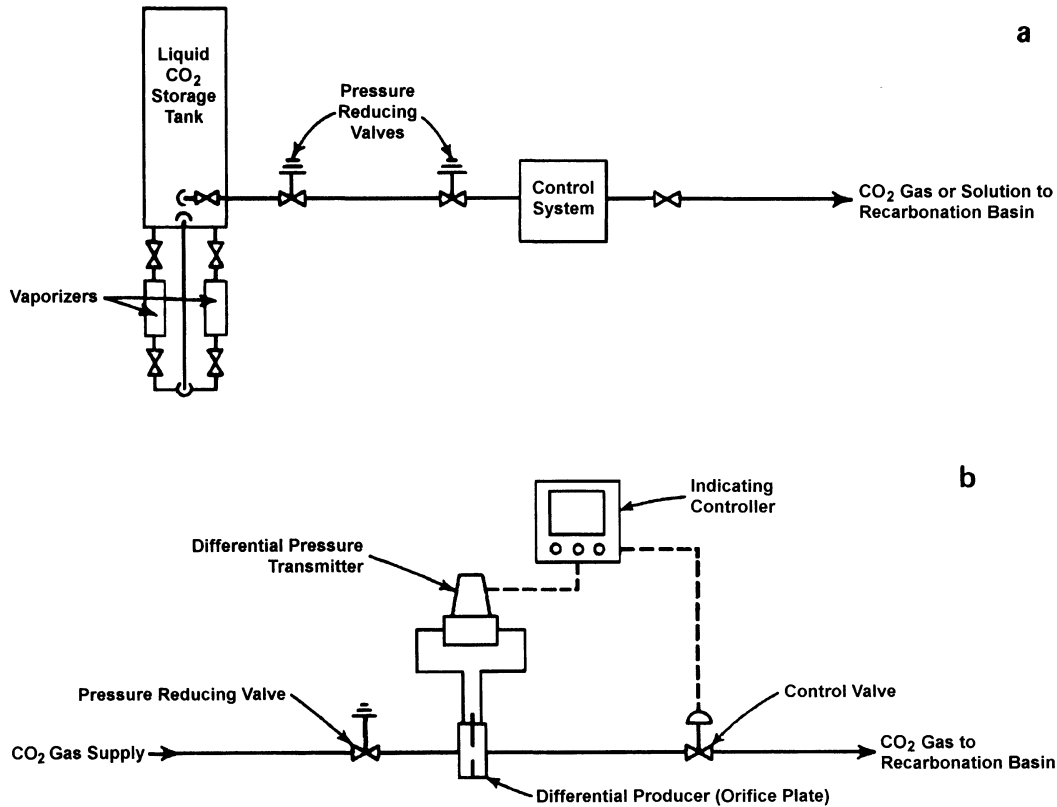 a
Liquid
CO2
Storage
Tank
Pressure
Reducing
Valves
Control
System
CO2 Gas or Solution to
Recarbonation Basin
Vaporizers
b
Indicating
Controller
Differential Pressure
Transmitter
Pressure Reducing Valve
Control Valve
CO2 Gas Supply
CO2 Gas to
Recarbonation Basin
Differential Producer (Orifice Plate)